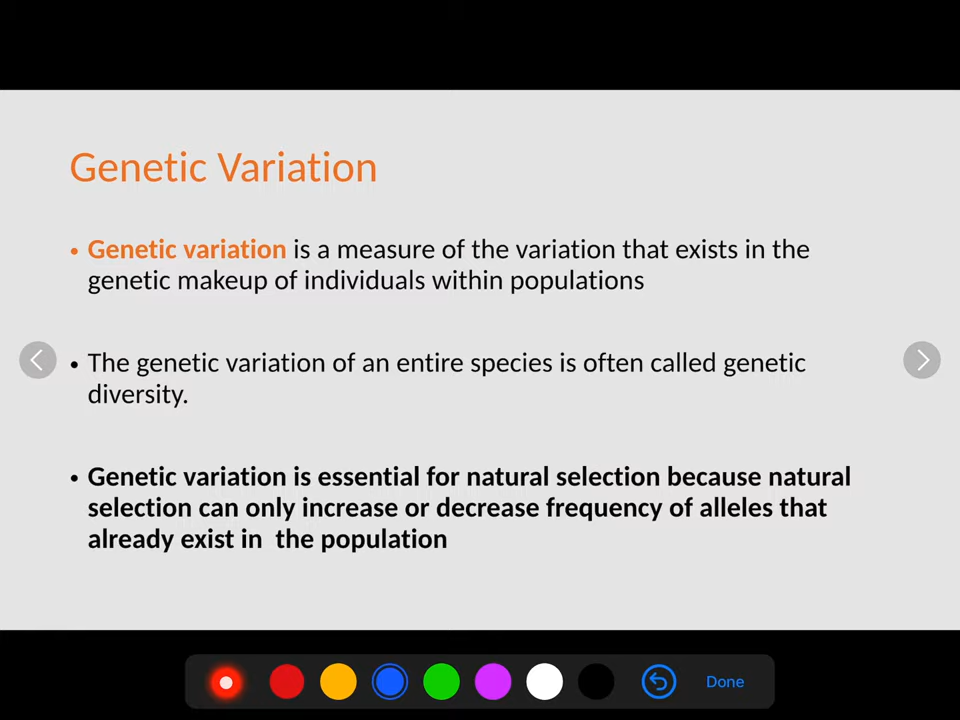 Genetic Variation
• Genetic variation is a measure of the variation that exists in the
genetic makeup of individuals within populations
• The genetic variation of an entire species is often called genetic
diversity.
• Genetic variation is essential for natural selection because natural
selection can only increase or decrease frequency of alleles that
already exist in  the population
Done